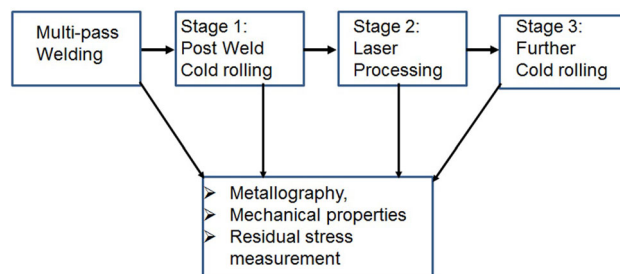 Multi-pass
Welding
Stage 1:
Post Weld
Cold rolling
Stage 2:
Laser
Processing
Stage 3:
Further
Cold rolling
➢ Metallography,
➢ Mechanical properties
➢ Residual stress
measurement